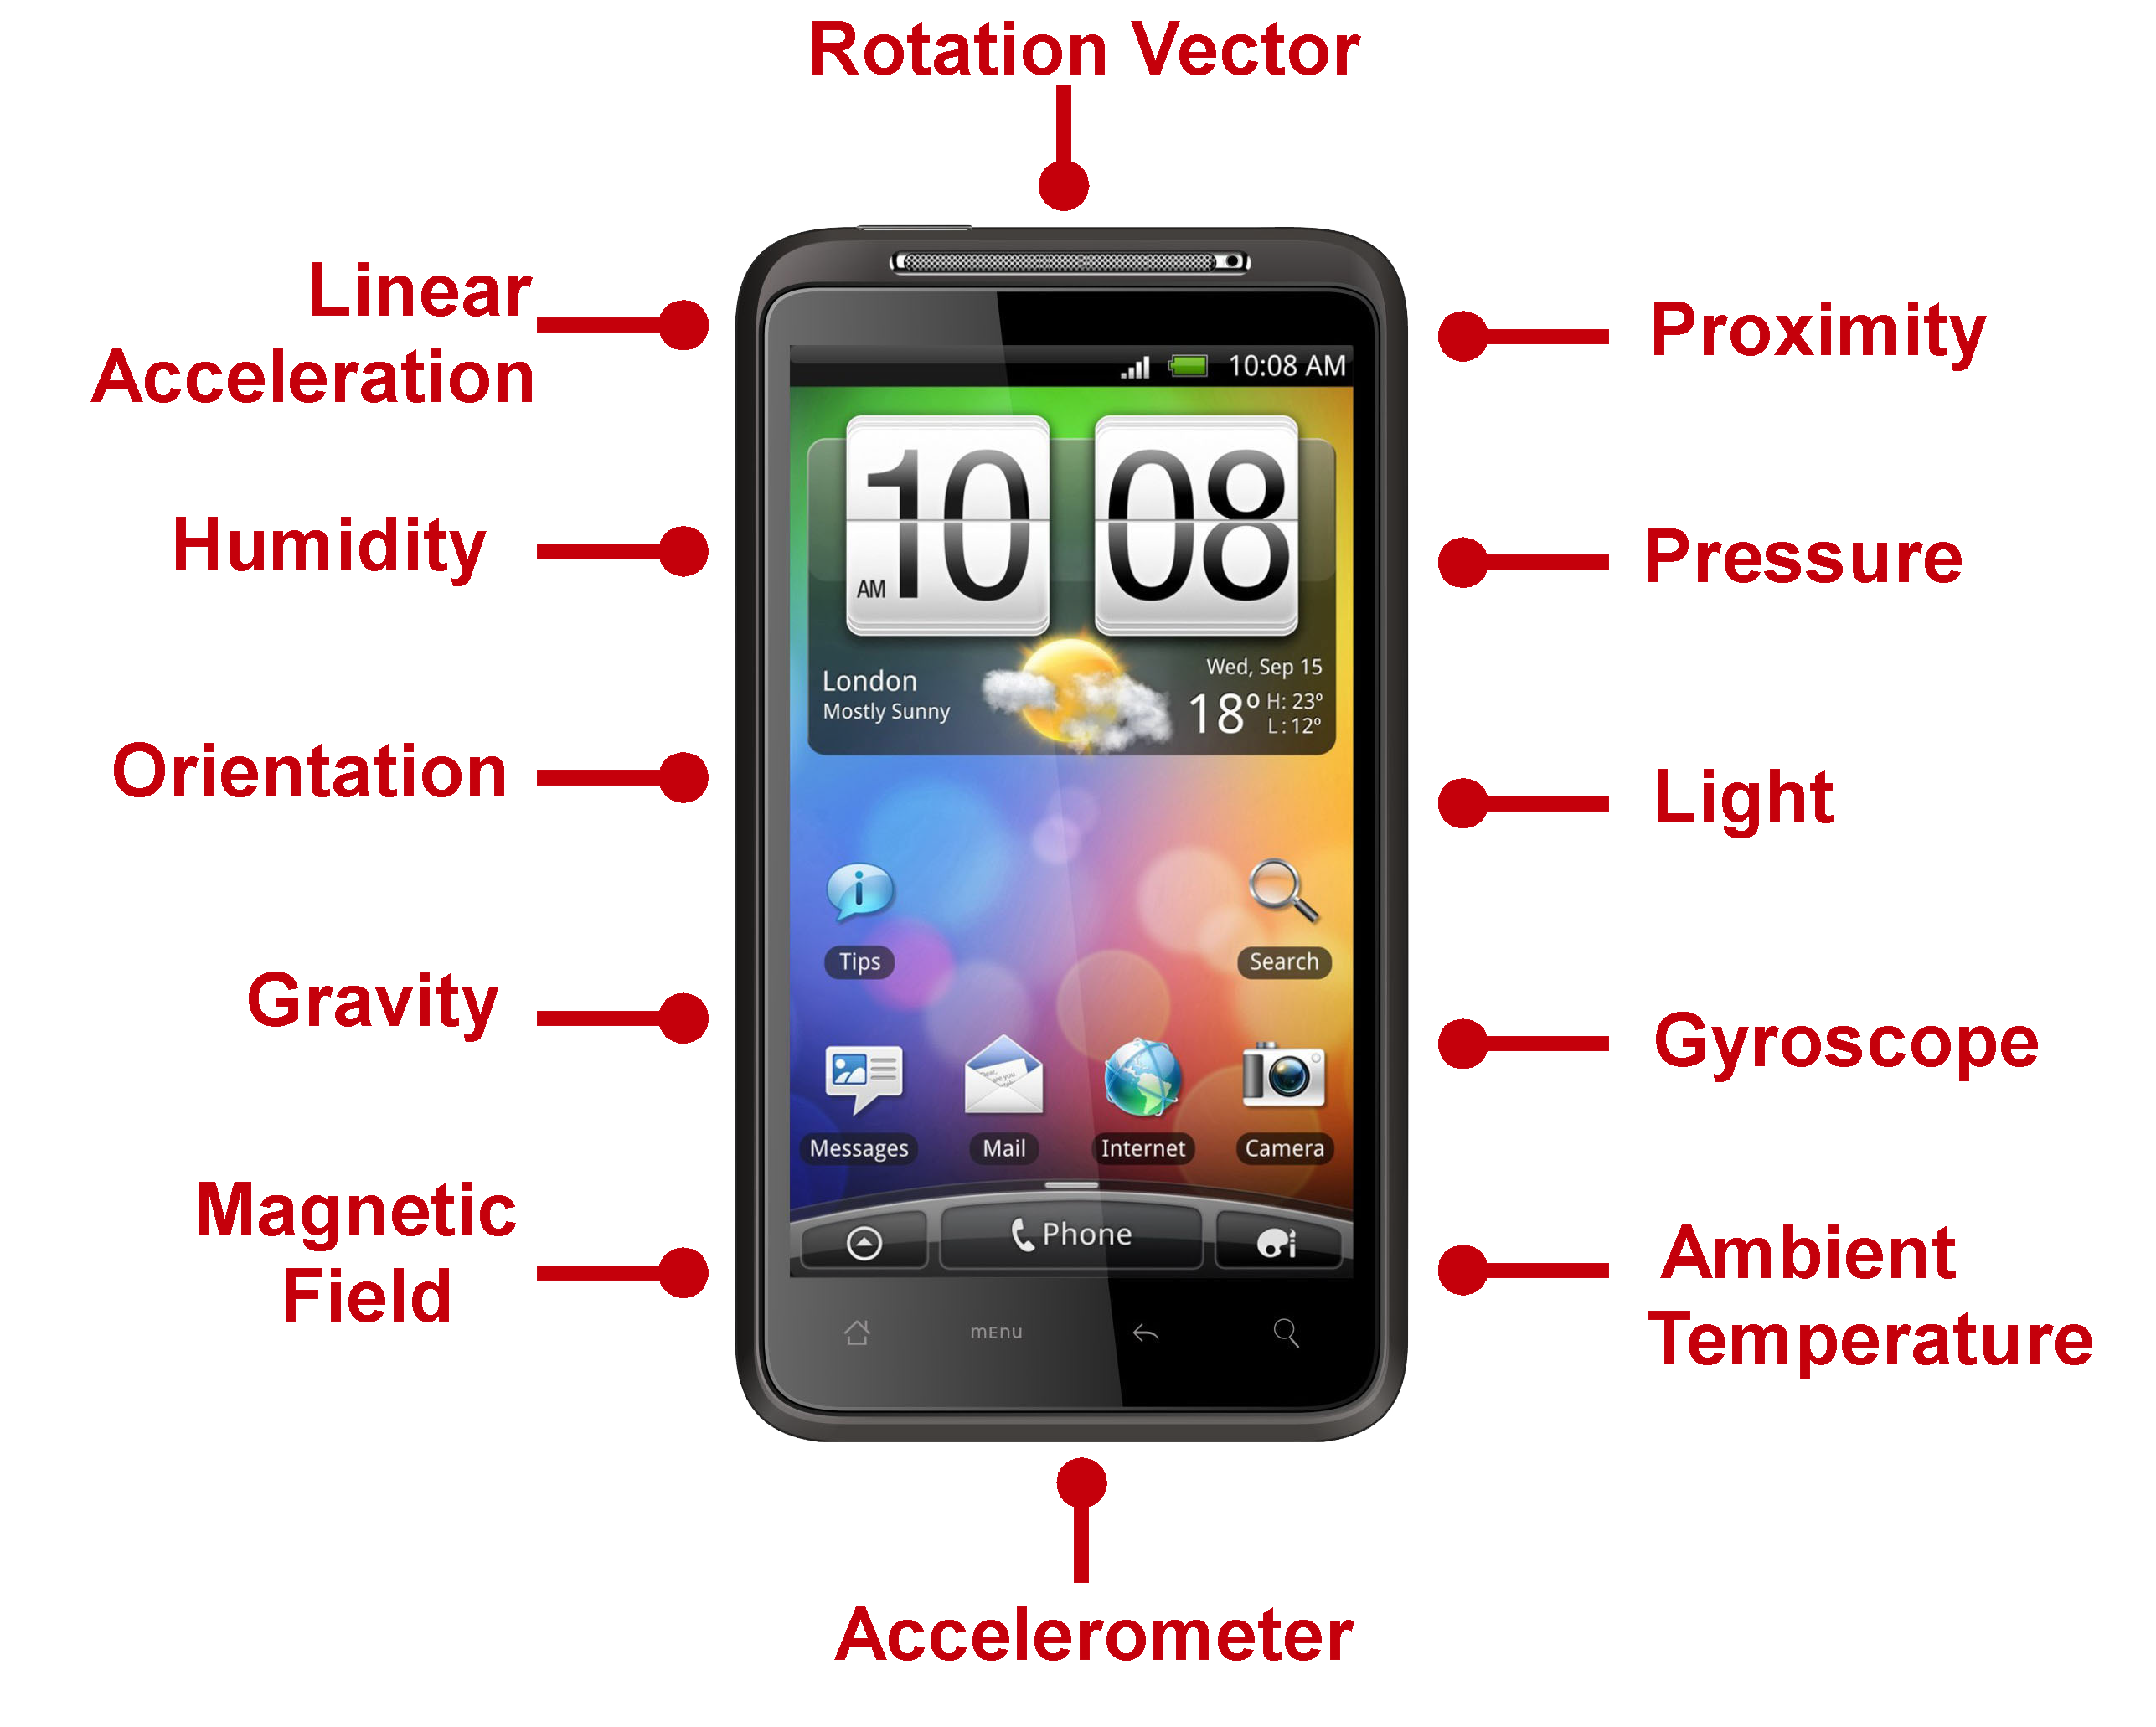 Rotation Vector
Linear
Acceleration
Humidity
Orientation
Gravity
Magnetic
Field
10:08 AM
10 08
AM
London
Mostly Sunny
Wed, Sep 15
18° H: 23°
L: 12°
Tips
Search
Messages
Mail
Internet
Camera
Phone
MENU
Proximity
Pressure
Light
Gyroscope
Ambient
Temperature
Accelerometer